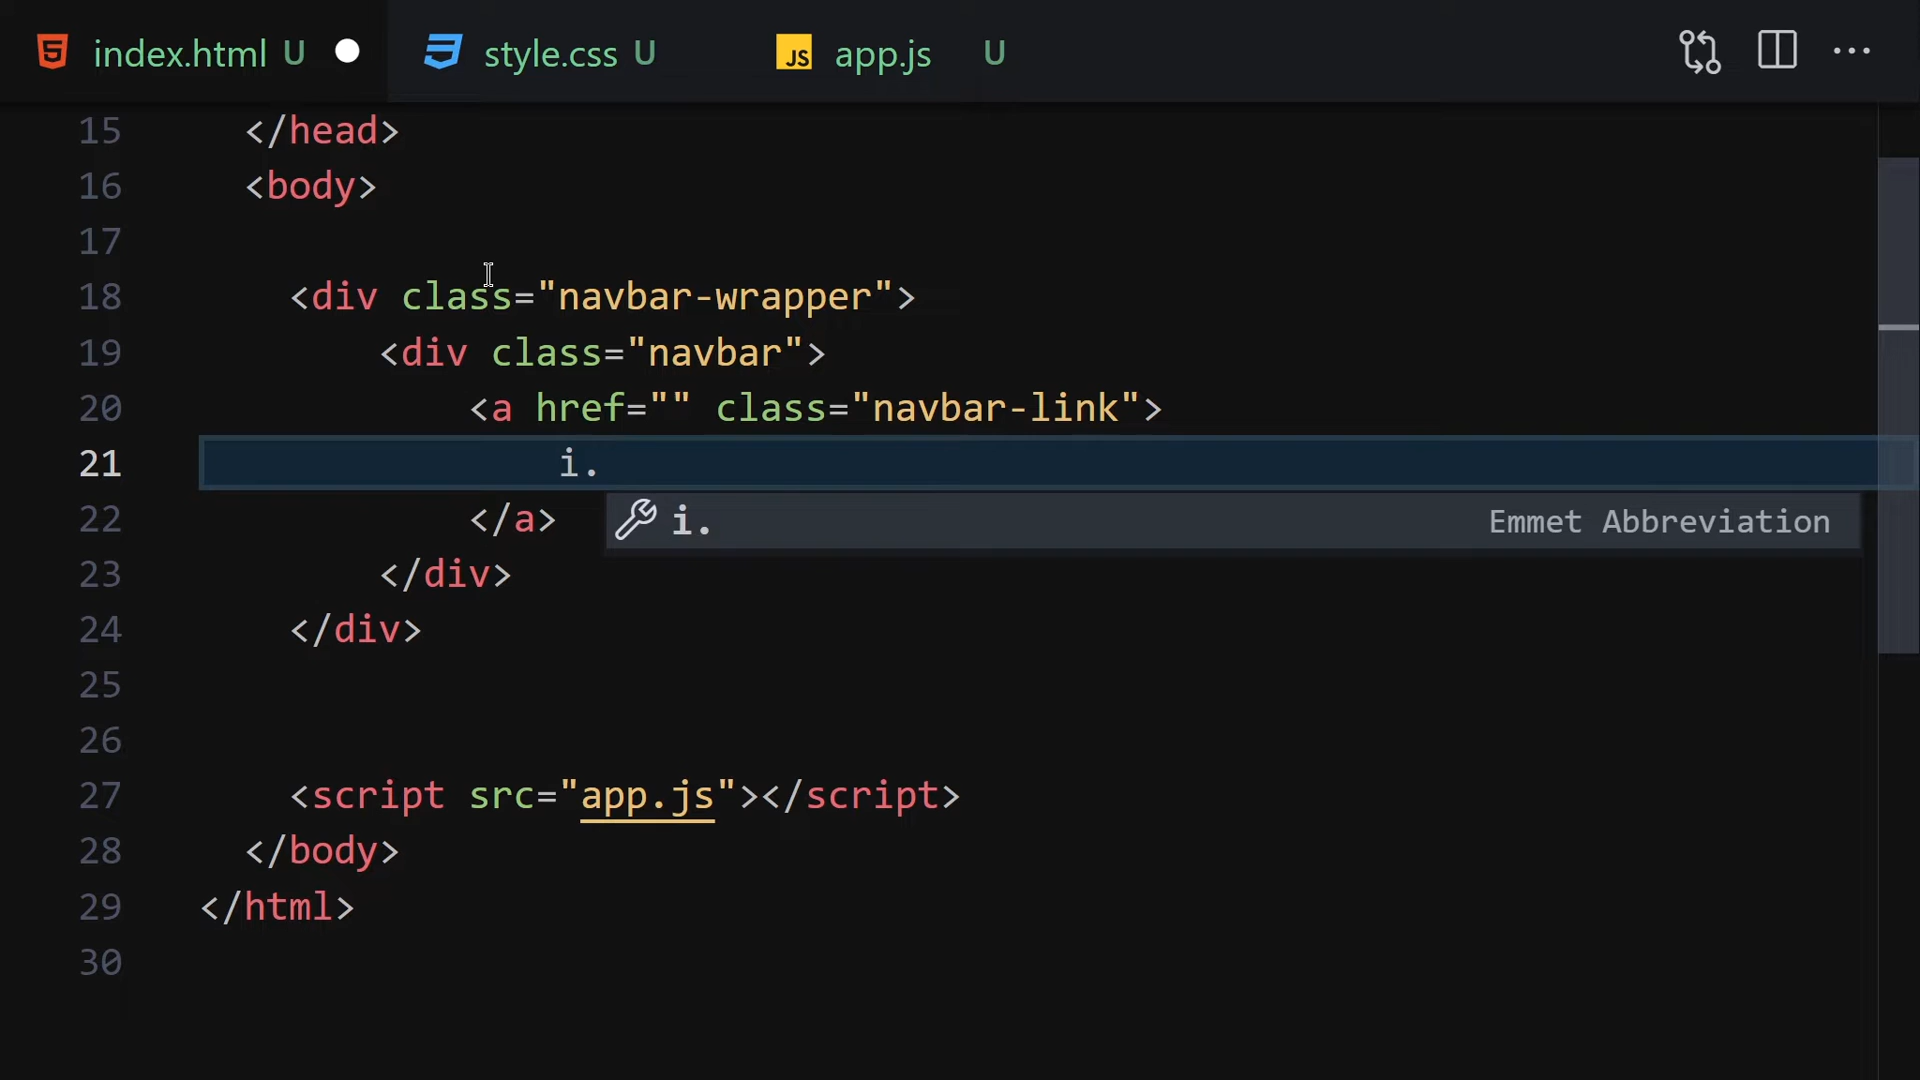 index.html U style.css U JS app.js U
15 </head>
16 <body>
17
18 <div class="navbar-wrapper">
19 <div class="navbar">
20 <a href="" class="navbar-link">
21 i.
i. Emmet Abbreviation
22 </a>
23 </div>
24 </div>
25
26
27 <script src="app.js"></script>
28 </body>
29 </html>
30